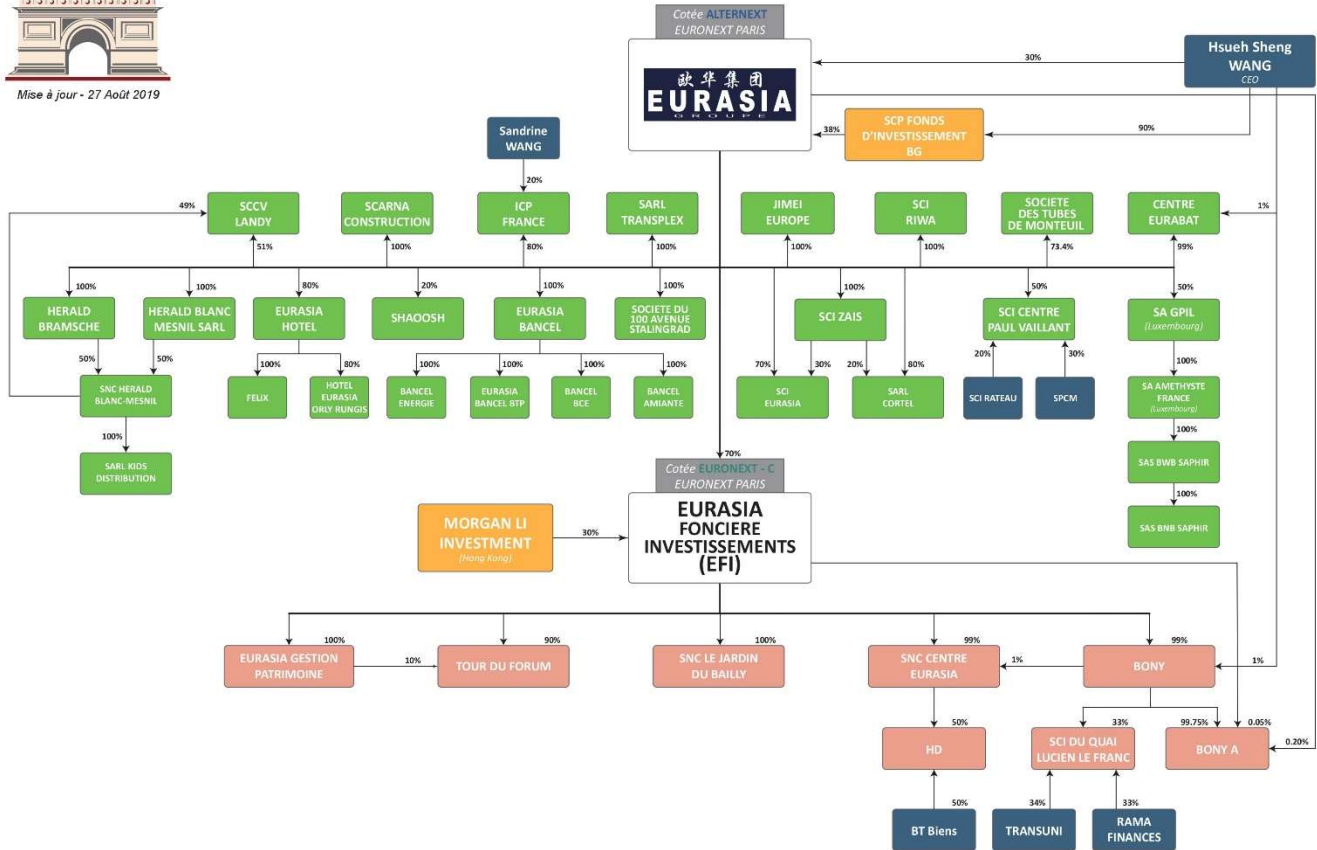 Mise à jour - 27 Août 2019
Cotée ALTERNEXT
EURONEXT PARIS
欧华集团
EURASIA
GROUPE
Hsueh Sheng
WANG
CEO
30%
SCP FONDS
D'INVESTISSEMENT
BG
38%
90%
Sandrine
WANG
20%
49%
SCCV
LANDY
SCARNA
CONSTRUCTION
ICP
FRANCE
SARL
TRANSPLEX
JIMEI
EUROPE
SCI
RIWA
SOCIETE
DES TUBES
DE MONTEUIL
CENTRE
EURABAT
1%
51%
100%
80%
100%
100%
100%
73.4%
99%
100%
100%
80%
20%
100%
100%
100%
50%
50%
HERALD
BRAMSCHE
HERALD BLANC
MESNIL SARL
EURASIA
HOTEL
SHAOOSH
EURASIA
BANCEL
SOCIETE DU
100 AVENUE
STALINGRAD
SCI ZAIS
SCI CENTRE
PAUL VAILLANT
SA GPIL
(Luxembourg)
50%
50%
100%
80%
100%
100%
100%
100%
70%
30%
20%
80%
20%
30%
100%
SNC HERALD
BLANC-MESNIL
FELIX
HOTEL
EURASIA
ORLY RUNGIS
BANCEL
ENERGIE
EURASIA
BANCEL BTP
BANCEL
BCE
BANCEL
AMIANTE
SCI
EURASIA
SARL
CORTEL
SCI RATEAU
SPCM
SA AMETHYSTE
FRANCE
(Luxembourg)
100%
100%
SARL KIDS
DISTRIBUTION
SAS BWB SAPHIR
100%
SAS BNB SAPHIR
70%
Cotée EURONEXT - C
EURONEXT PARIS
EURASIA
FONCIERE
INVESTISSEMENTS
(EFI)
MORGAN LI
INVESTMENT
(Hong Kong)
30%
100%
90%
100%
99%
99%
EURASIA GESTION
PATRIMOINE
10%
TOUR DU FORUM
SNC LE JARDIN
DU BAILLY
SNC CENTRE
EURASIA
1%
BONY
1%
50%
33%
99.75%
0.05%
HD
SCI DU QUAI
LUCIEN LE FRANC
BONY A
0.20%
50%
34%
33%
BT Biens
TRANSUNI
RAMA
FINANCES